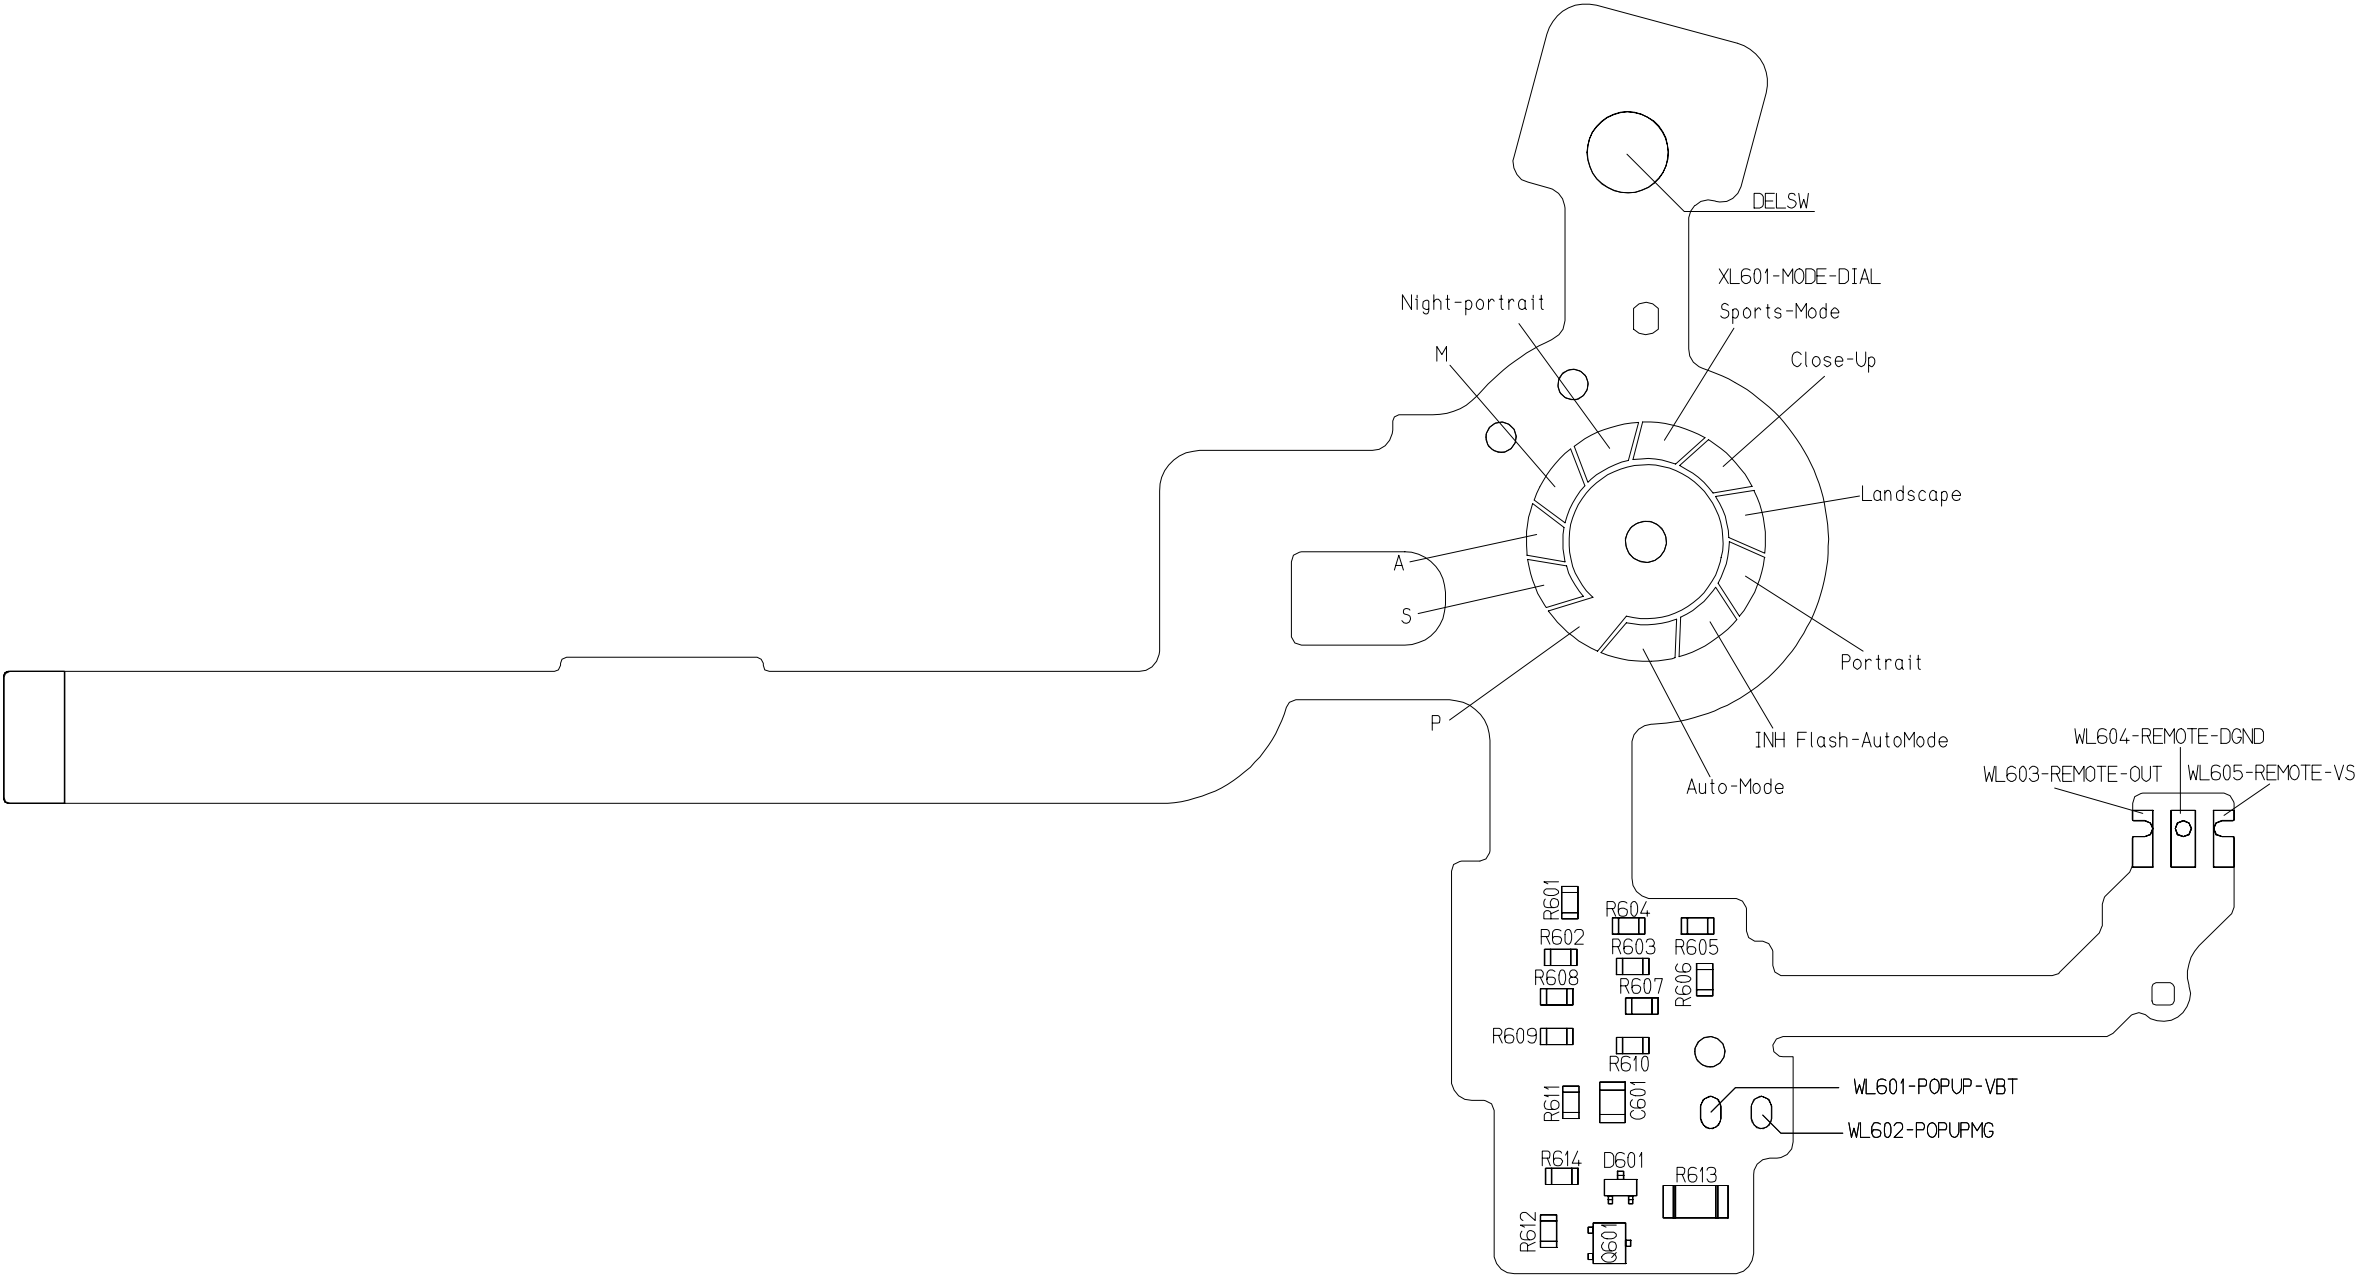 DELSW
XL601-MODE-DIAL
Night-portrait
Sports-Mode
M
Close-Up
Landscape
A
S
Portrait
P
INH Flash-AutoMode
Auto-Mode
WL604-REMOTE-DGND
WL603-REMOTE-OUT
WL605-REMOTE-VS
R601
R604
R602
R603
R605
R608
R607
R606
R609
R610
R611
C601
WL601-POPUP-VBT
WL602-POPUPMG
R614
D601
R613
R612
Q601